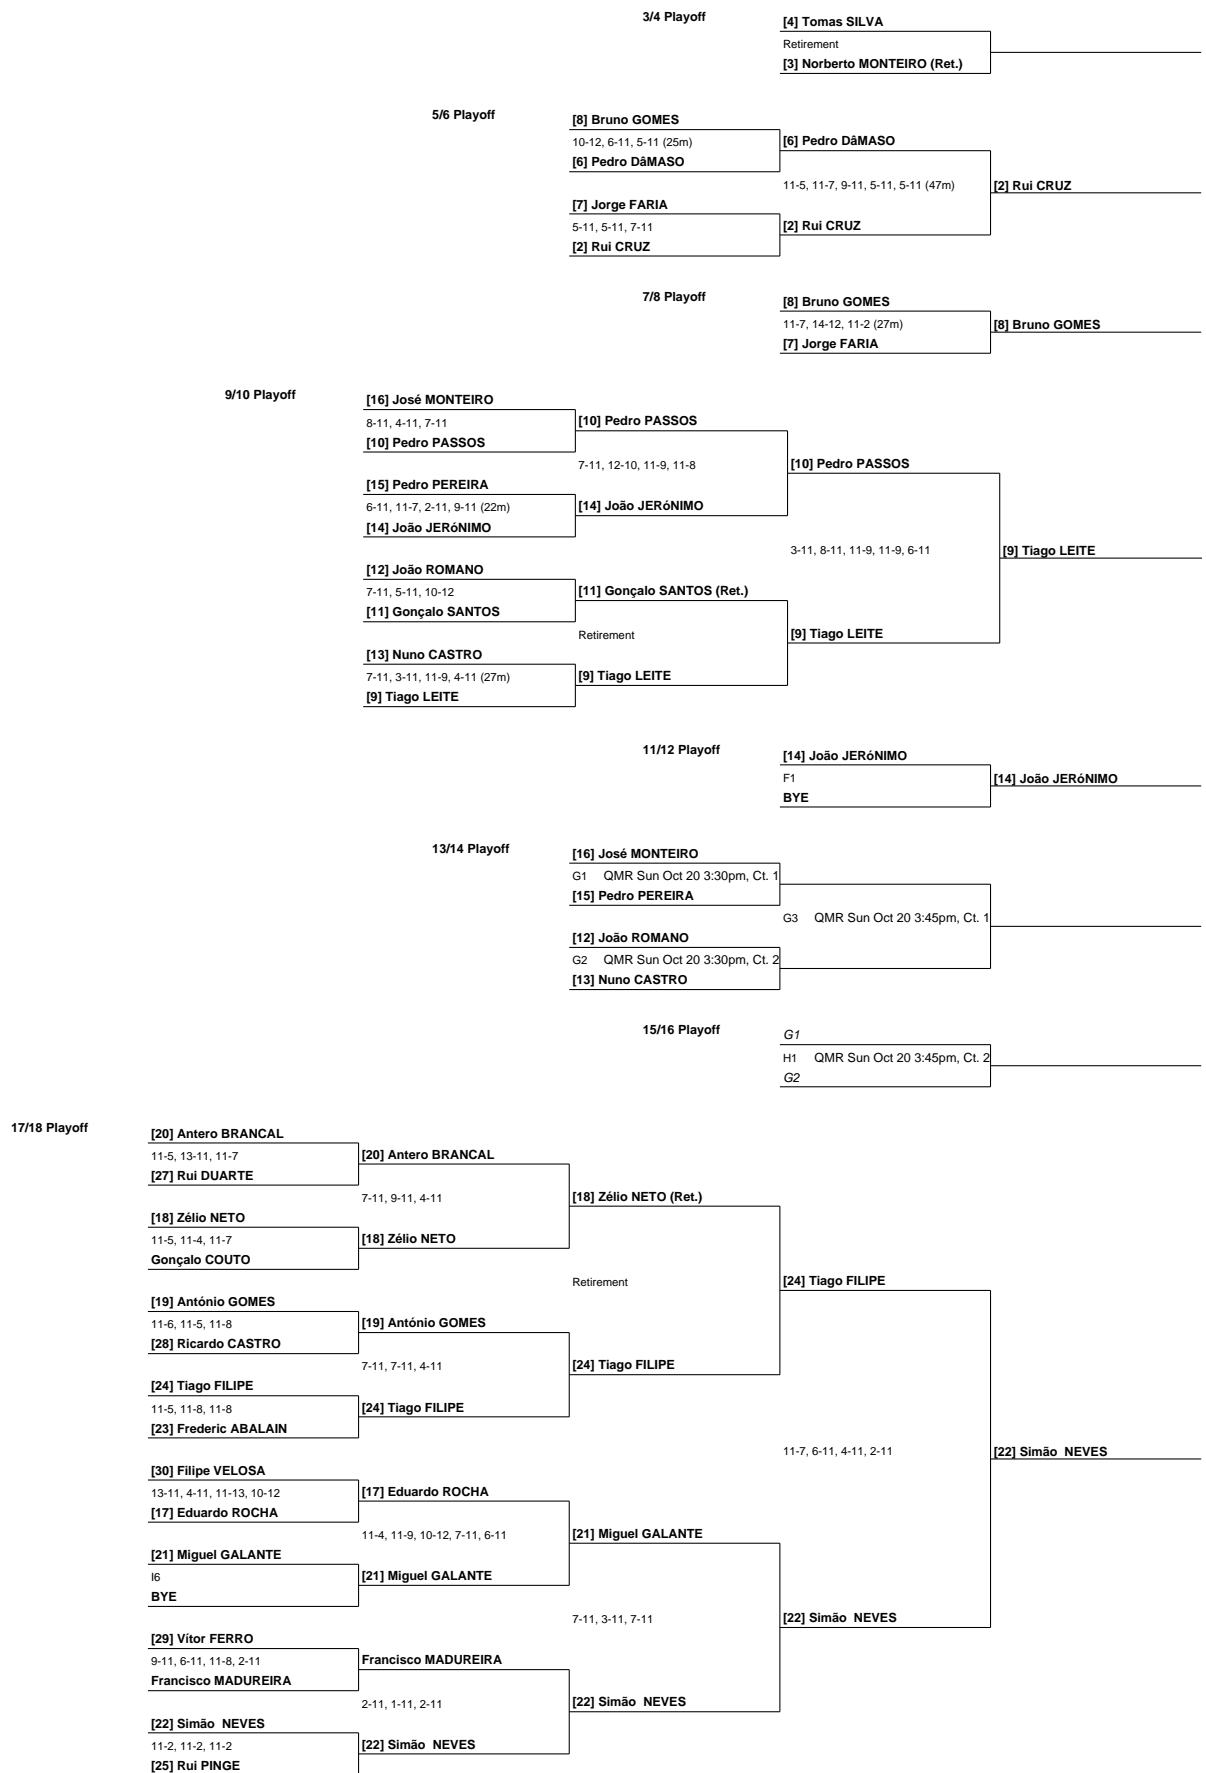 3/4 Playoff
[4] Tomas SILVA
Retirement
[3] Norberto MONTEIRO (Ret.)
5/6 Playoff
[8] Bruno GOMES
10-12, 6-11, 5-11 (25m)
[6] Pedro DâMASO
[6] Pedro DâMASO
11-5, 11-7, 9-11, 5-11, 5-11 (47m)
[2] Rui CRUZ
[7] Jorge FARIA
5-11, 5-11, 7-11
[2] Rui CRUZ
[2] Rui CRUZ
7/8 Playoff
[8] Bruno GOMES
11-7, 14-12, 11-2 (27m)
[8] Bruno GOMES
[7] Jorge FARIA
9/10 Playoff
[16] José MONTEIRO
8-11, 4-11, 7-11
[10] Pedro PASSOS
[10] Pedro PASSOS
7-11, 12-10, 11-9, 11-8
[10] Pedro PASSOS
[15] Pedro PEREIRA
6-11, 11-7, 2-11, 9-11 (22m)
[14] João JERóNIMO
[14] João JERóNIMO
3-11, 8-11, 11-9, 11-9, 6-11
[9] Tiago LEITE
[12] João ROMANO
7-11, 5-11, 10-12
[11] Gonçalo SANTOS (Ret.)
[11] Gonçalo SANTOS
Retirement
[9] Tiago LEITE
[13] Nuno CASTRO
7-11, 3-11, 11-9, 4-11 (27m)
[9] Tiago LEITE
[9] Tiago LEITE
11/12 Playoff
[14] João JERóNIMO
F1
[14] João JERóNIMO
BYE
13/14 Playoff
[16] José MONTEIRO
G1 QMR Sun Oct 20 3:30pm, Ct. 1
[15] Pedro PEREIRA
G3 QMR Sun Oct 20 3:45pm, Ct. 1
[12] João ROMANO
G2 QMR Sun Oct 20 3:30pm, Ct. 2
[13] Nuno CASTRO
15/16 Playoff
G1
H1 QMR Sun Oct 20 3:45pm, Ct. 2
G2
17/18 Playoff
[20] Antero BRANCAL
11-5, 13-11, 11-7
[20] Antero BRANCAL
[27] Rui DUARTE
7-11, 9-11, 4-11
[18] Zélio NETO (Ret.)
[18] Zélio NETO
11-5, 11-4, 11-7
[18] Zélio NETO
Gonçalo COUTO
Retirement
[24] Tiago FILIPE
[19] António GOMES
11-6, 11-5, 11-8
[19] António GOMES
[28] Ricardo CASTRO
7-11, 7-11, 4-11
[24] Tiago FILIPE
[24] Tiago FILIPE
11-5, 11-8, 11-8
[24] Tiago FILIPE
[23] Frederic ABALAIN
11-7, 6-11, 4-11, 2-11
[22] Simão  NEVES
[30] Filipe VELOSA
13-11, 4-11, 11-13, 10-12
[17] Eduardo ROCHA
[17] Eduardo ROCHA
11-4, 11-9, 10-12, 7-11, 6-11
[21] Miguel GALANTE
[21] Miguel GALANTE
I6
[21] Miguel GALANTE
BYE
7-11, 3-11, 7-11
[22] Simão  NEVES
[29] Vítor FERRO
9-11, 6-11, 11-8, 2-11
Francisco MADUREIRA
Francisco MADUREIRA
2-11, 1-11, 2-11
[22] Simão  NEVES
[22] Simão  NEVES
11-2, 11-2, 11-2
[22] Simão  NEVES
[25] Rui PINGE